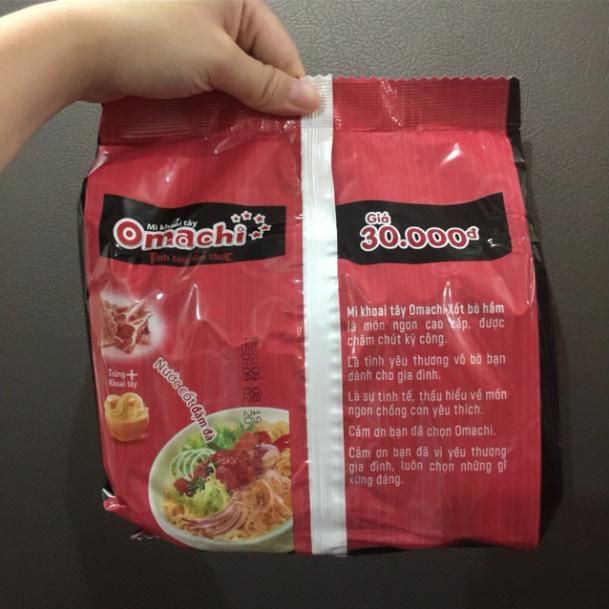 Mì khoai tây
Omachi
Tinh túy ẩm thực
Trứng +
Khoai tây
Nước cốt đậm đà
Giá
30.000đ
Mì khoai tây Omachi Xốt bò hầm
là món ngon cao cấp, được
chăm chút kỳ công.
Là tình yêu thương vô bờ bạn
dành cho gia đình.
Là sự tinh tế, thấu hiểu về món
ngon chồng con yêu thích.
Cảm ơn bạn đã chọn Omachi.
Cảm ơn bạn đã vì yêu thương
gia đình, luôn chọn những gì
xứng đáng.